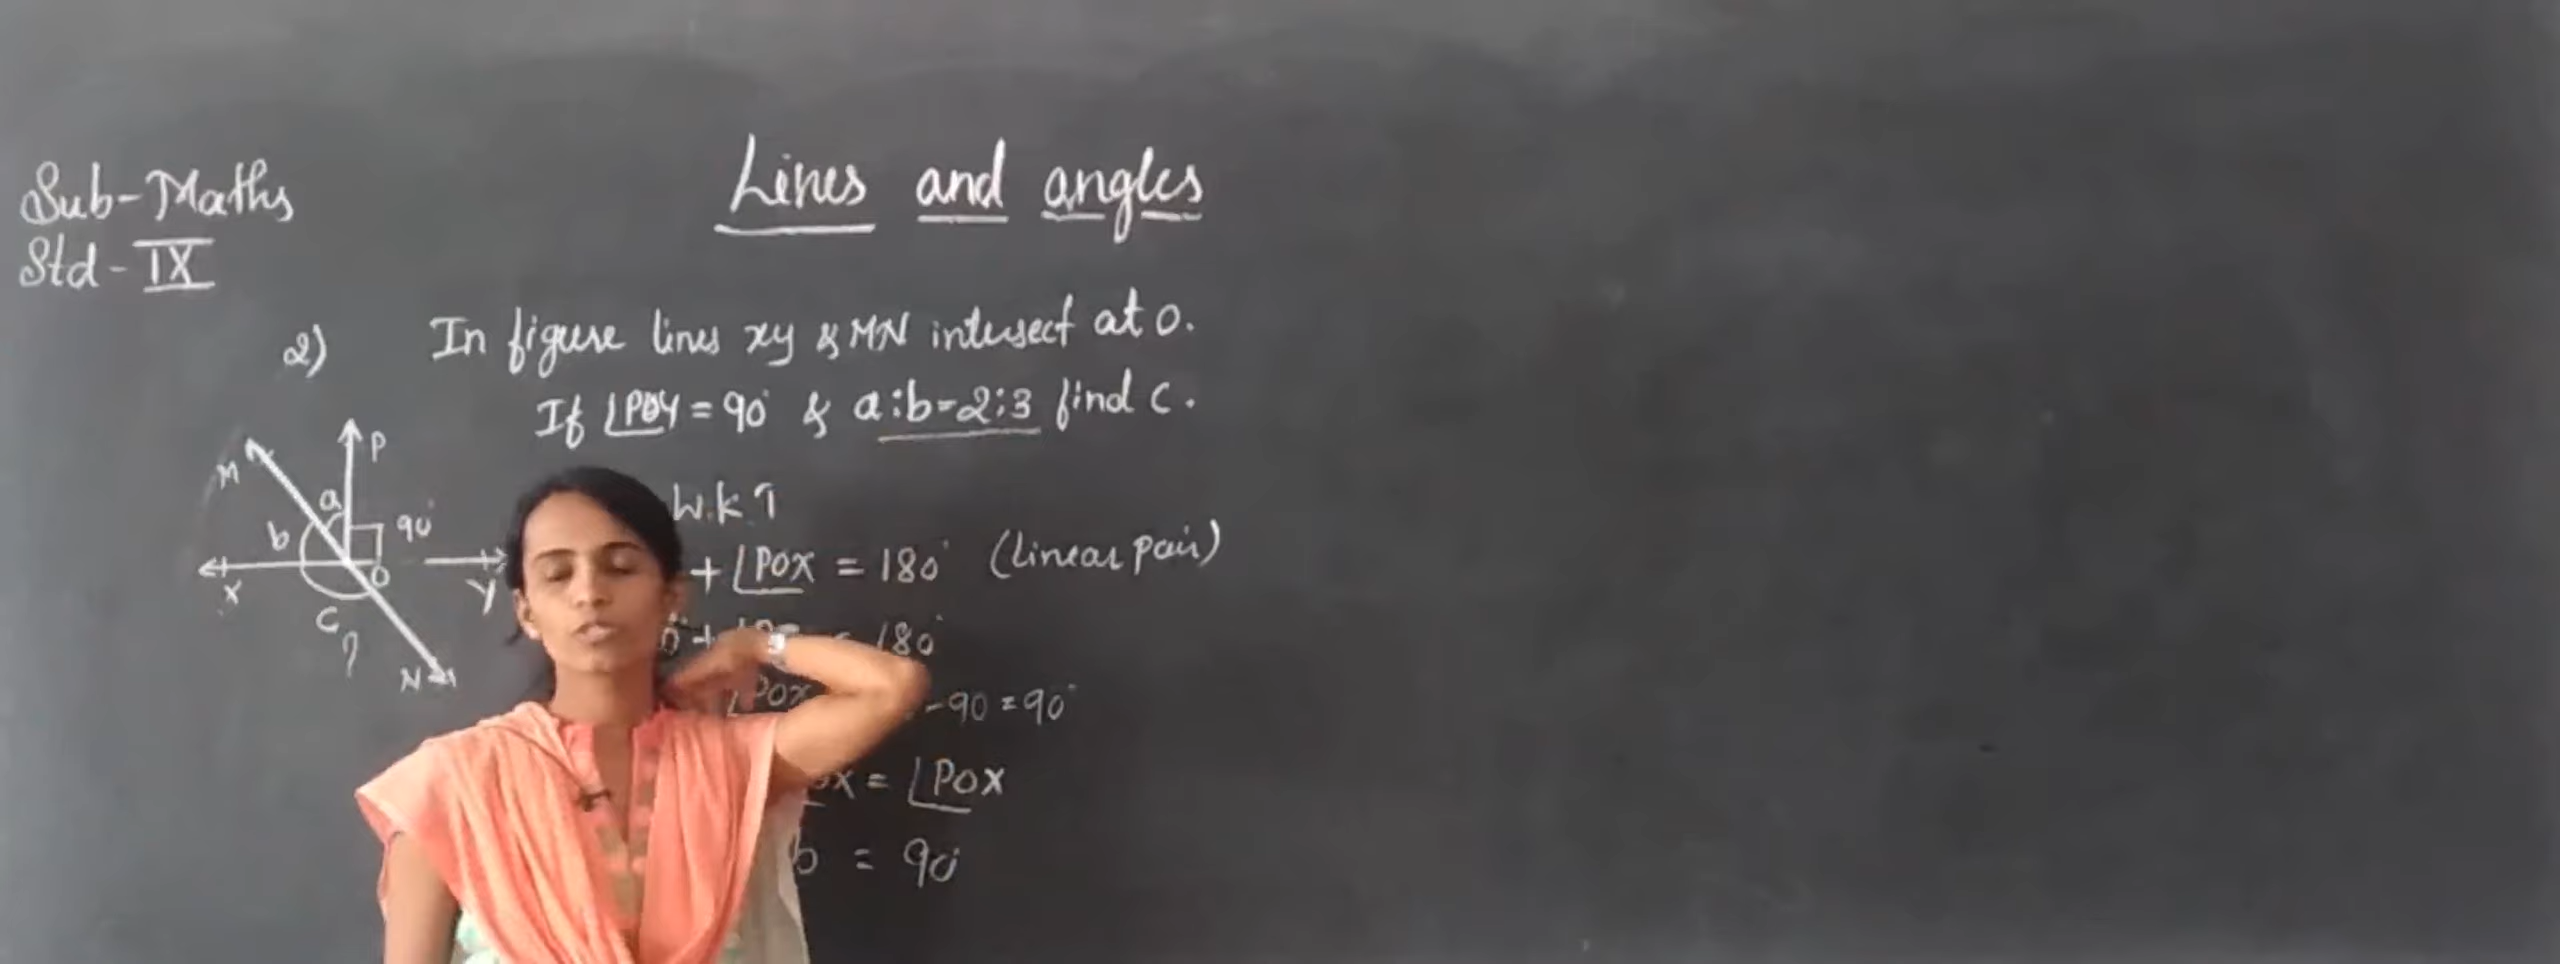 Sub-Maths
Std-IX
Lines and angles
2) In figure lines xy & MN intersect at O.
If ∠POY = 90° & a:b=2:3 find c.
M
P
a
b
90°
X
O
Y
C
?
N
W.K.T
+ ∠POX = 180° (linear pair)
+ = 180°
∠POX -90 = 90°
= ∠POX
b = 90°